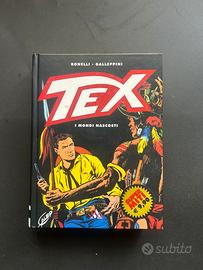 BONELLI - GALLEPPINI
TEX
I MONDI NASCOSTI
subito